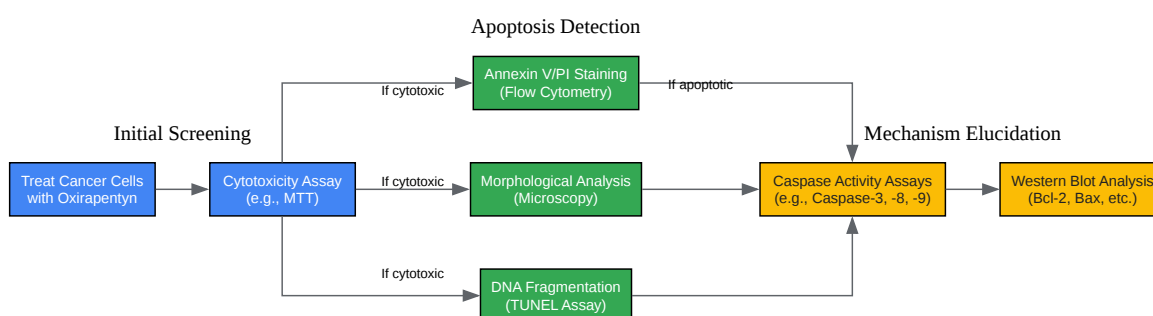 Apoptosis Detection
Annexin V/PI Staining
(Flow Cytometry)
If cytotoxic
If apoptotic
Initial Screening
Mechanism Elucidation
Treat Cancer Cells
with Oxirapentyn
Cytotoxicity Assay
(e.g., MTT)
If cytotoxic
Morphological Analysis
(Microscopy)
Caspase Activity Assays
(e.g., Caspase-3, -8, -9)
Western Blot Analysis
(Bcl-2, Bax, etc.)
If cytotoxic
DNA Fragmentation
(TUNEL Assay)